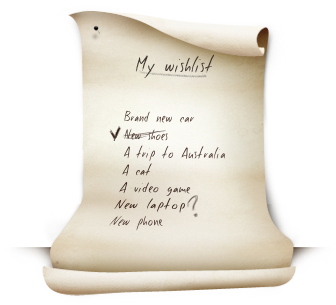 My wishlist
Brand new car
New shoes
A trip to Australia
A cat
A video game
New laptop?
New phone